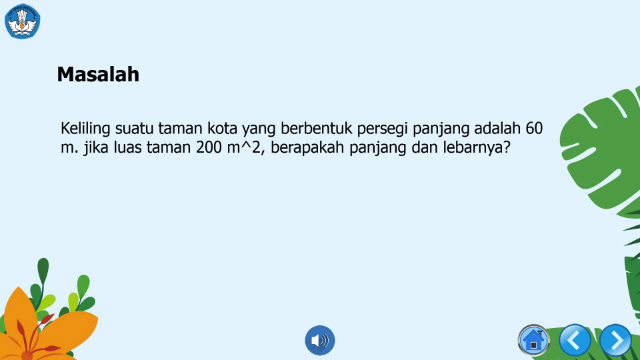 Masalah
Keliling suatu taman kota yang berbentuk persegi panjang adalah 60
m. jika luas taman 200 m^2, berapakah panjang dan lebarnya?